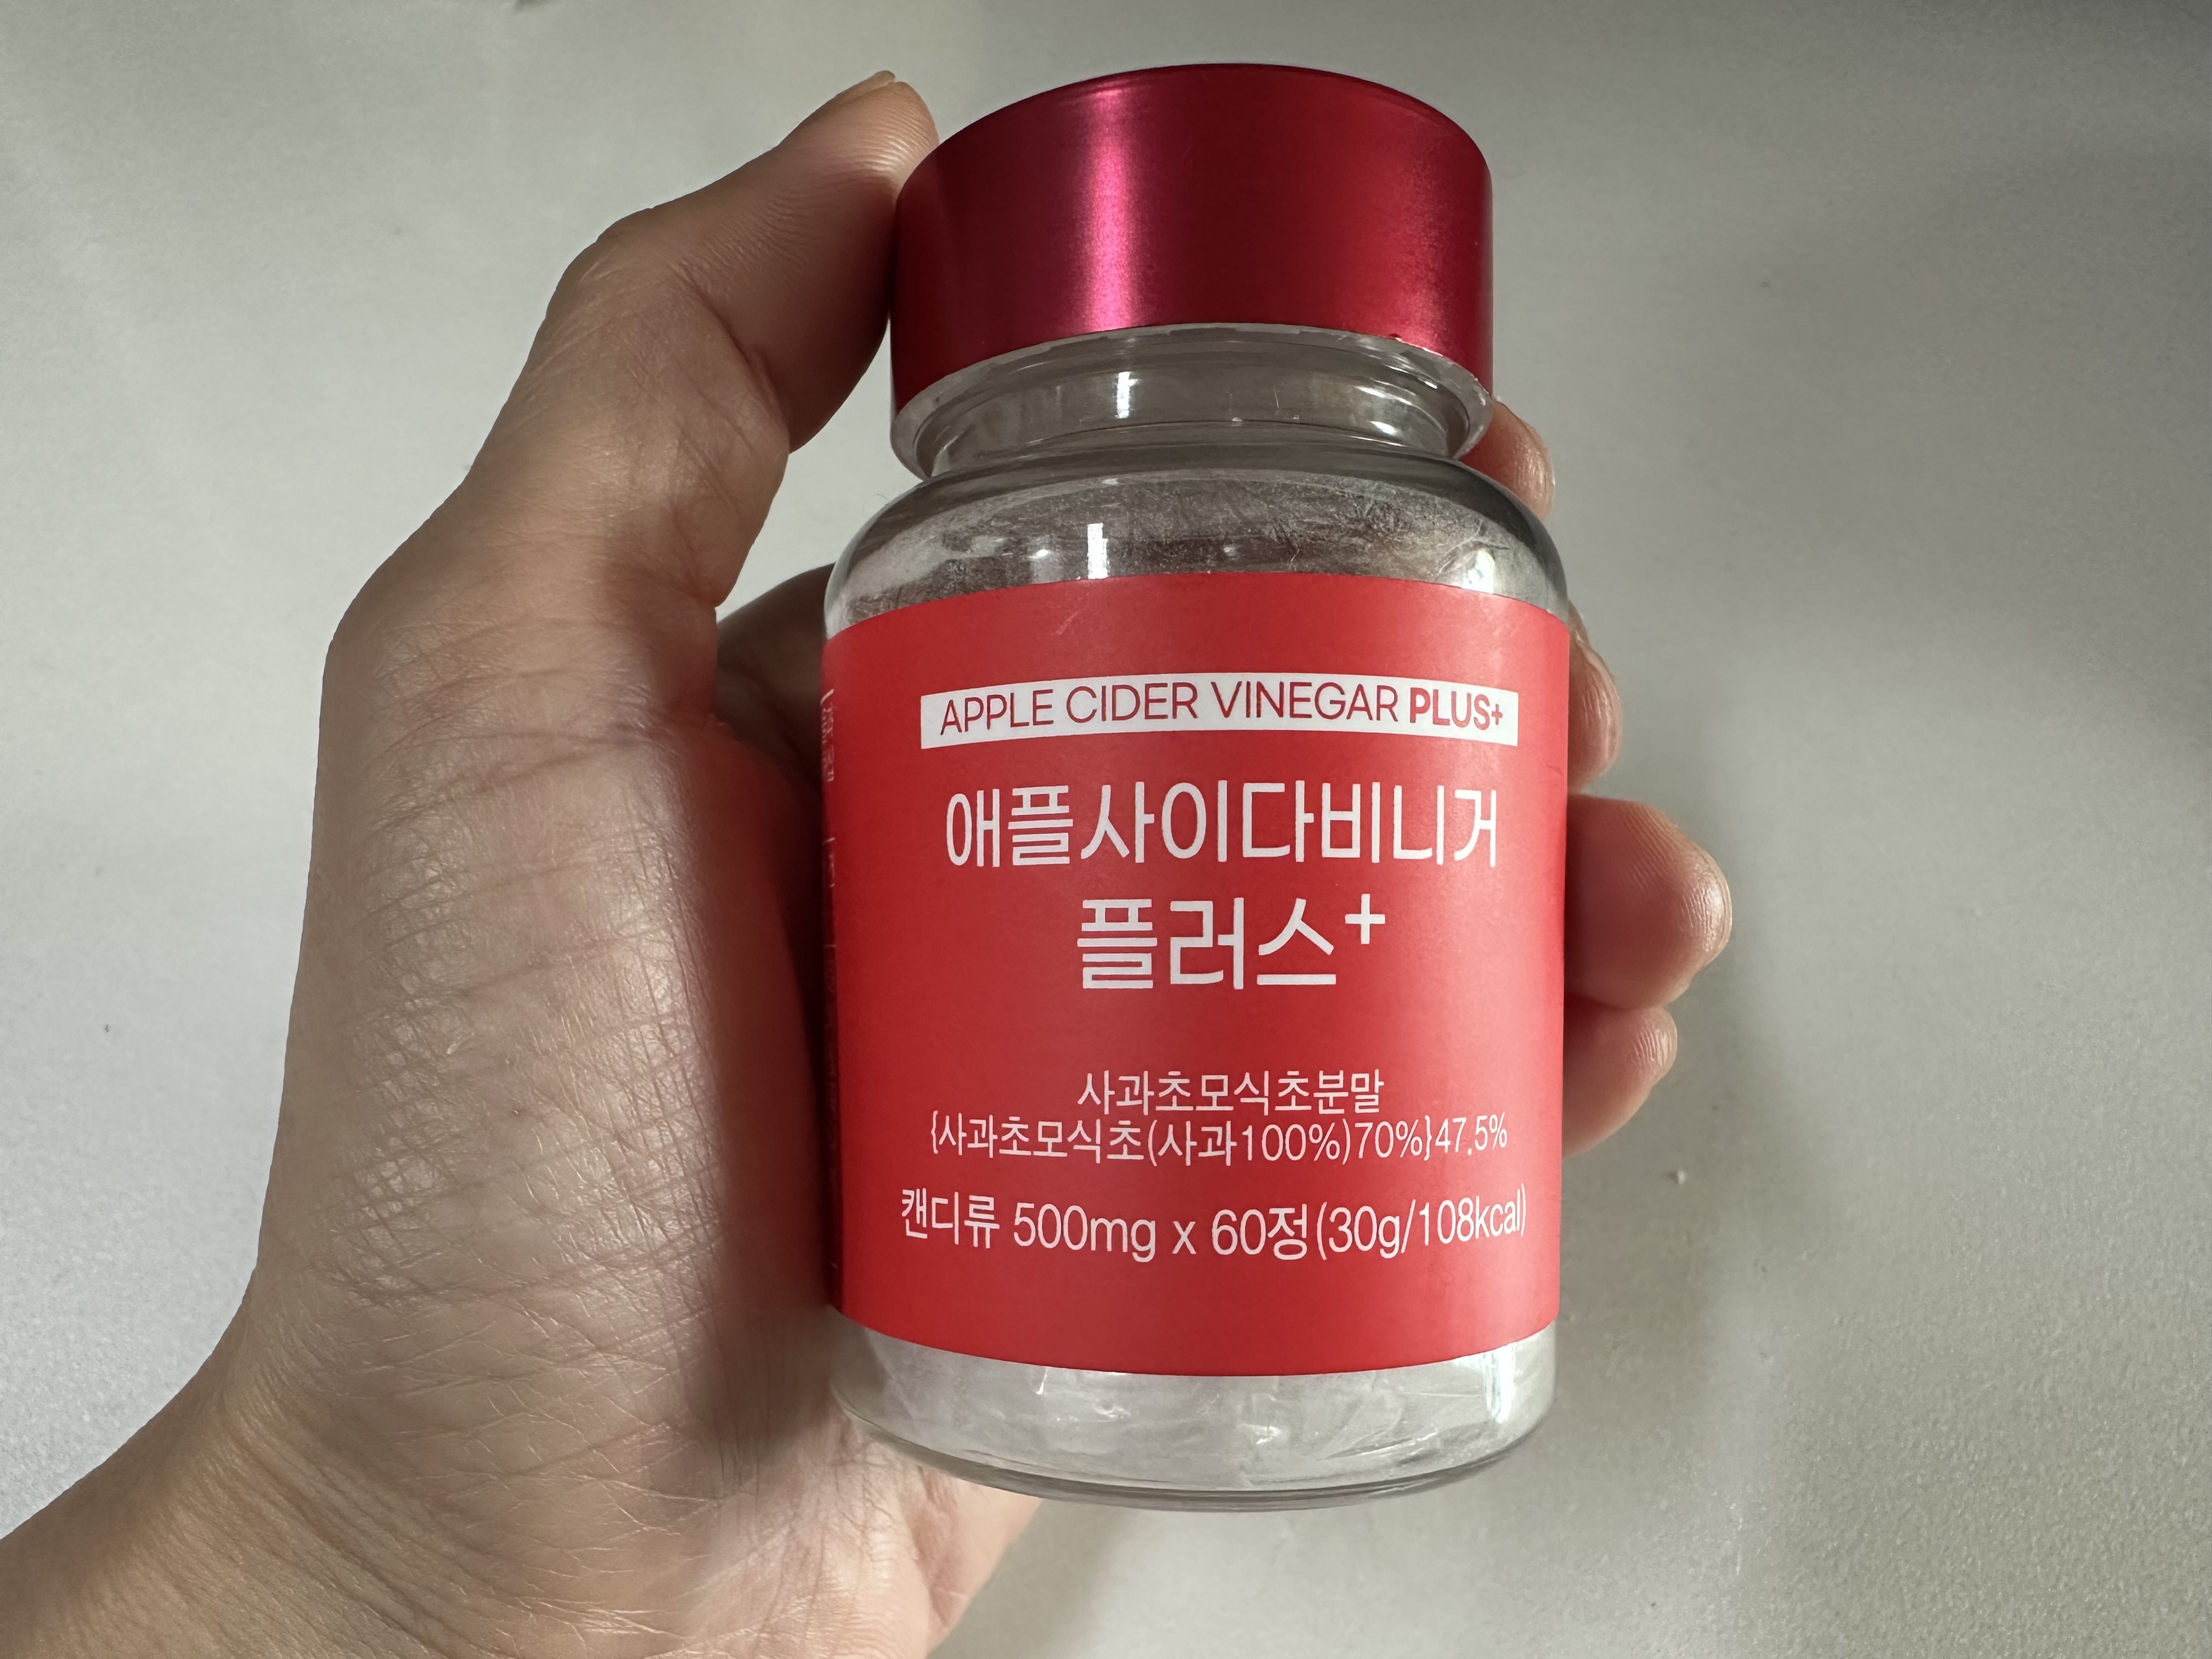 APPLE CIDER VINEGAR PLUS+
애플사이다비니거
플러스+
사과초모식초분말
{사과초모식초(사과100%)70%}47.5%
캔디류 500mg x 60정(30g/108kcal)